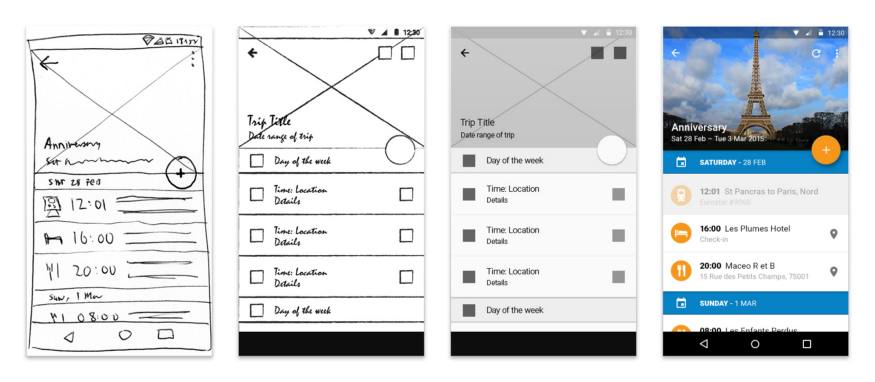 Anniversary
Sat
SAT 28 FEB
12:01
16:00
20:00
Sun, 1 Mar
08:00
12:30
Trip Title
Date range of trip
Day of the week
Time: Location
Details
Time: Location
Details
Time: Location
Details
Day of the week
12:30
Trip Title
Date range of trip
Day of the week
Time: Location
Details
Time: Location
Details
Time: Location
Details
Day of the week
12:30
Anniversary
Sat 28 Feb – Tue 3 Mar 2015
+
SATURDAY - 28 FEB
12:01 St Pancras to Paris, Nord
Eurostar #9060
16:00 Les Plumes Hotel
Check-in
20:00 Maceo R et B
15 Rue des Petits Champs, 75001
SUNDAY - 1 MAR
08:00 Les Enfants Perdus